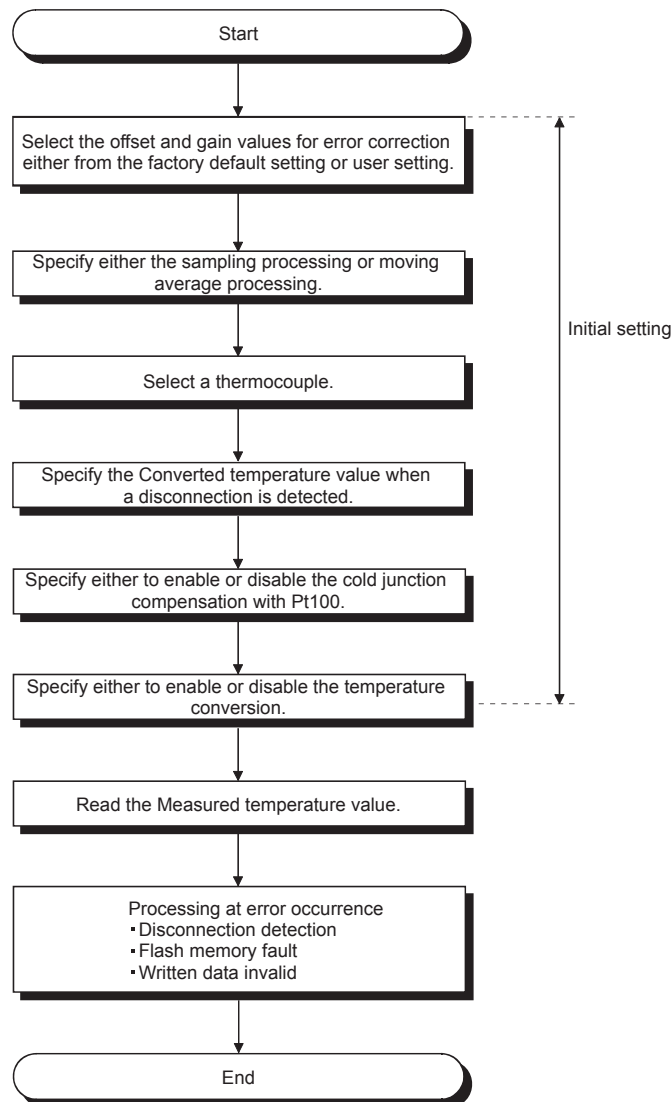 Start
Select the offset and gain values for error correction
either from the factory default setting or user setting.
Specify either the sampling processing or moving
average processing.
Initial setting
Select a thermocouple.
Specify the Converted temperature value when
a disconnection is detected.
Specify either to enable or disable the cold junction
compensation with Pt100.
Specify either to enable or disable the temperature
conversion.
Read the Measured temperature value.
Processing at error occurrence
・Disconnection detection
・Flash memory fault
・Written data invalid
End